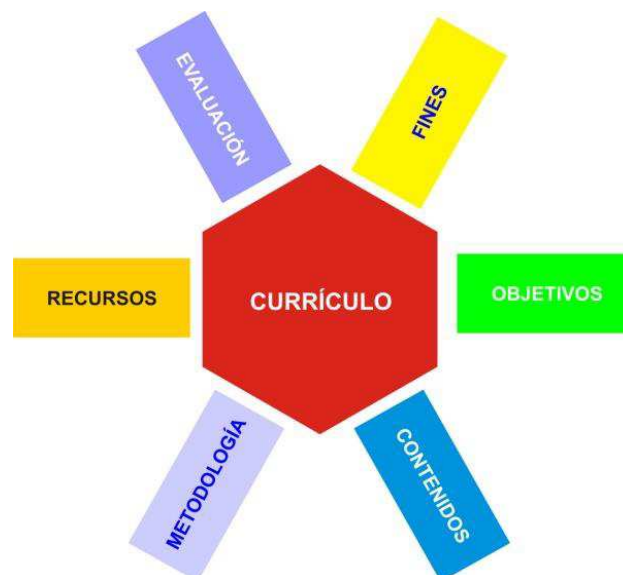 EVALUACIÓN
FINES
RECURSOS
CURRÍCULO
OBJETIVOS
METODOLOGÍA
CONTENIDOS